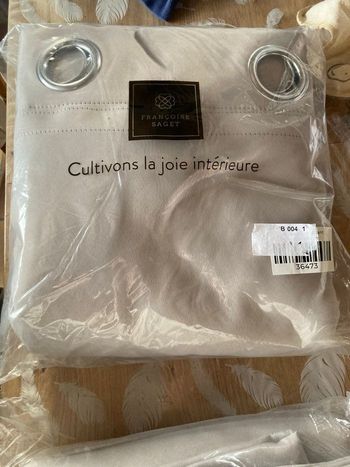 FRANÇOISE
SAGET
Cultivons la joie intérieure
B 004 1
36473